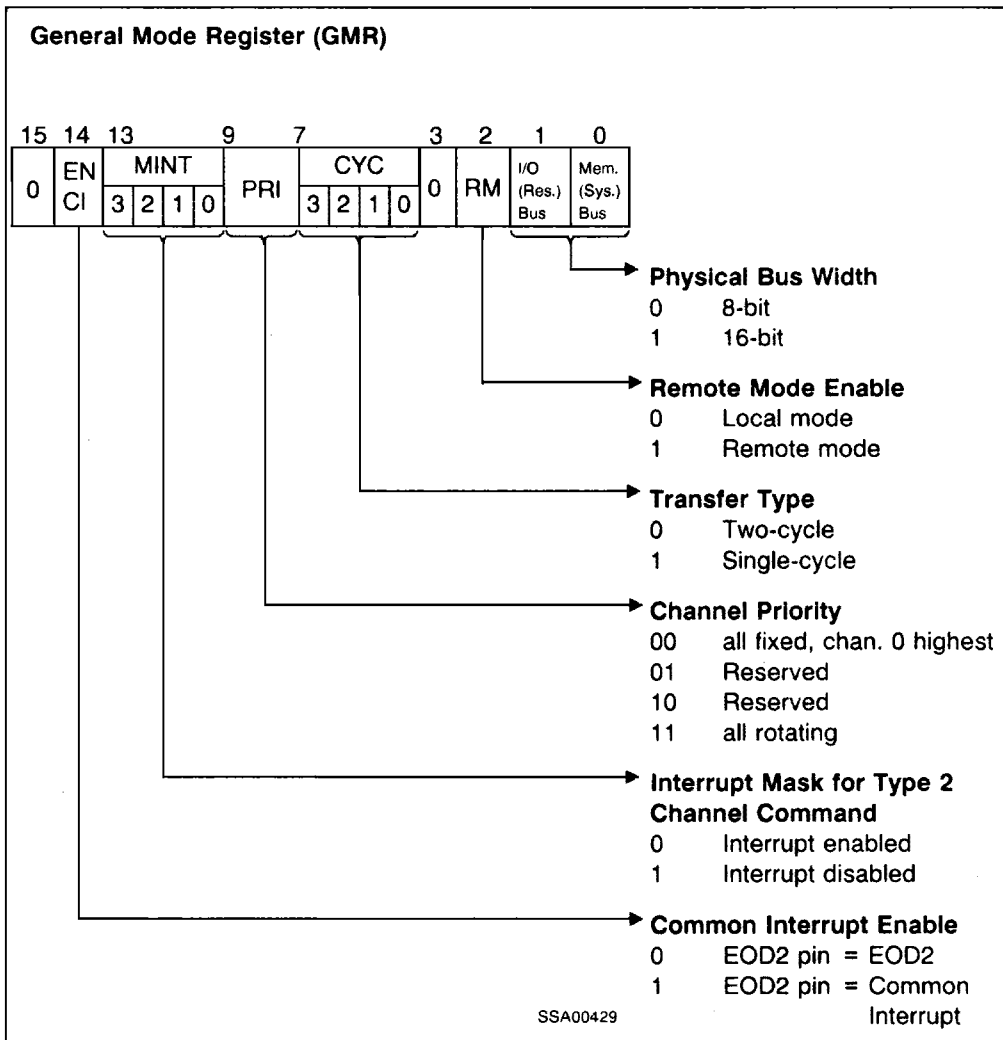 General Mode Register (GMR)
15 14 13 9 7 3 2 1 0
0 EN CI MINT 3 2 1 0 PRI CYC 3 2 1 0 0 RM I/O (Res.) Bus Mem. (Sys.) Bus
Physical Bus Width
0 8-bit
1 16-bit
Remote Mode Enable
0 Local mode
1 Remote mode
Transfer Type
0 Two-cycle
1 Single-cycle
Channel Priority
00 all fixed, chan. 0 highest
01 Reserved
10 Reserved
11 all rotating
Interrupt Mask for Type 2
Channel Command
0 Interrupt enabled
1 Interrupt disabled
Common Interrupt Enable
0 EOD2 pin = EOD2
1 EOD2 pin = Common
Interrupt
SSA00429